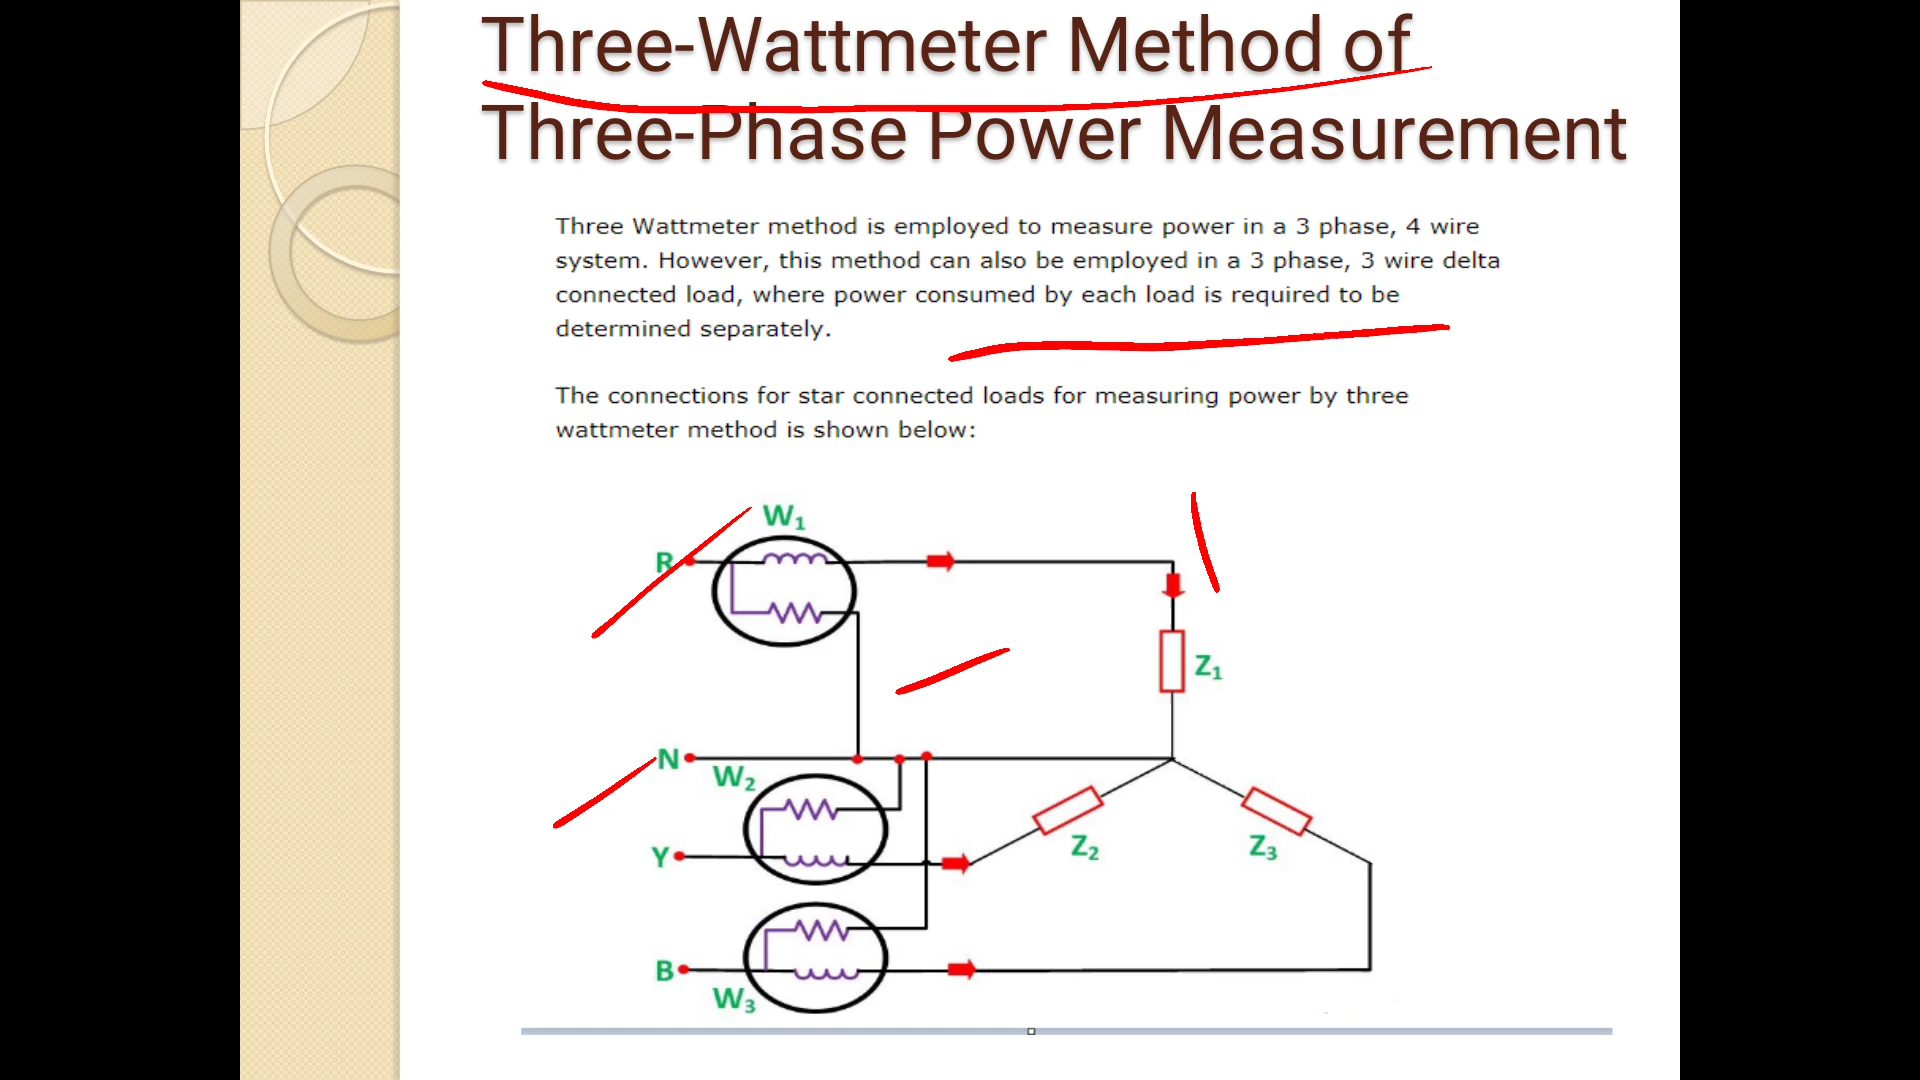 Three-Wattmeter Method of
Three-Phase Power Measurement
Three Wattmeter method is employed to measure power in a 3 phase, 4 wire
system. However, this method can also be employed in a 3 phase, 3 wire delta
connected load, where power consumed by each load is required to be
determined separately.
The connections for star connected loads for measuring power by three
wattmeter method is shown below:
W₁
R
Z₁
N
W₂
Y
Z₂
Z₃
B
W₃